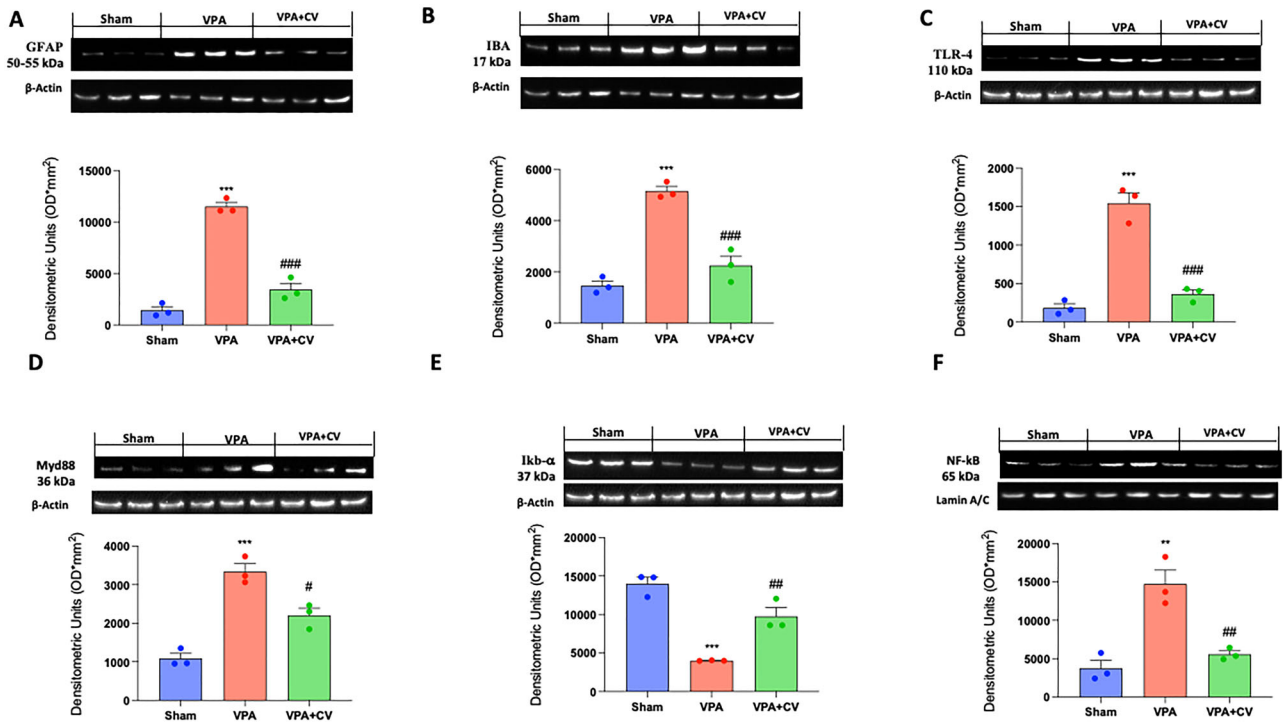 A
Sham VPA VPA+CV
GFAP
50-55 kDa
β-Actin
Densitometric Units (OD*mm²)
15000
10000
5000
0
***
###
Sham VPA VPA+CV
B
Sham VPA VPA+CV
IBA
17 kDa
β-Actin
Densitometric Units (OD*mm²)
6000
4000
2000
0
***
###
Sham VPA VPA+CV
C
Sham VPA VPA+CV
TLR-4
110 kDa
β-Actin
Densitometric Units (OD*mm²)
2000
1500
1000
500
0
***
###
Sham VPA VPA+CV
D
Sham VPA VPA+CV
Myd88
36 kDa
β-Actin
Densitometric Units (OD*mm²)
4000
3000
2000
1000
0
***
#
Sham VPA VPA+CV
E
Sham VPA VPA+CV
Ikb-α
37 kDa
β-Actin
Densitometric Units (OD*mm²)
20000
15000
10000
5000
0
***
##
Sham VPA VPA+CV
F
Sham VPA VPA+CV
NF-kB
65 kDa
Lamin A/C
Densitometric Units (OD*mm²)
20000
15000
10000
5000
0
**
##
Sham VPA VPA+CV